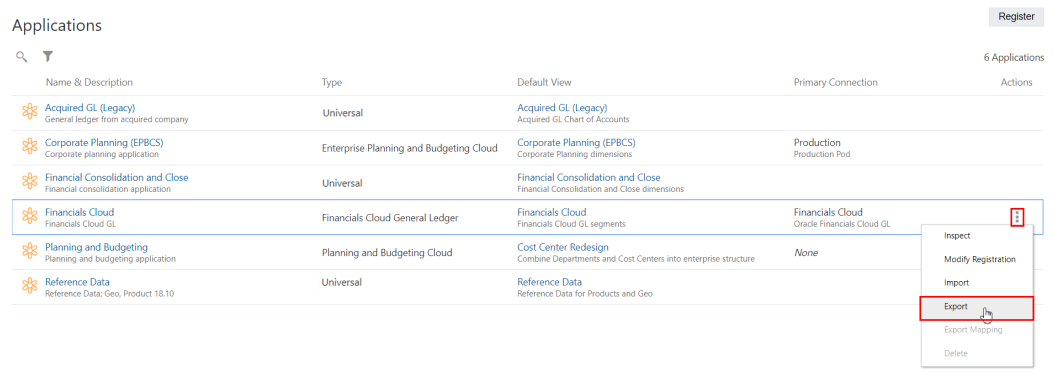 Applications
Register
6 Applications
Name & Description Type Default View Primary Connection Actions
Acquired GL (Legacy) Universal Acquired GL (Legacy)
General ledger from acquired company Acquired GL Chart of Accounts
Corporate Planning (EPBCS) Enterprise Planning and Budgeting Cloud Corporate Planning (EPBCS) Production
Corporate planning application Corporate Planning dimensions Production Pod
Financial Consolidation and Close Universal Financial Consolidation and Close
Financial consolidation application Financial Consolidation and Close dimensions
Financials Cloud Financials Cloud General Ledger Financials Cloud Financials Cloud
Financials Cloud GL Financials Cloud GL segments Oracle Financials Cloud GL
Planning and Budgeting Planning and Budgeting Cloud Cost Center Redesign None
Planning and budgeting application Combine Departments and Cost Centers into enterprise structure
Reference Data Universal Reference Data
Reference Data; Geo, Product 18.10 Reference Data for Products and Geo
Inspect
Modify Registration
Import
Export
Export Mapping
Delete